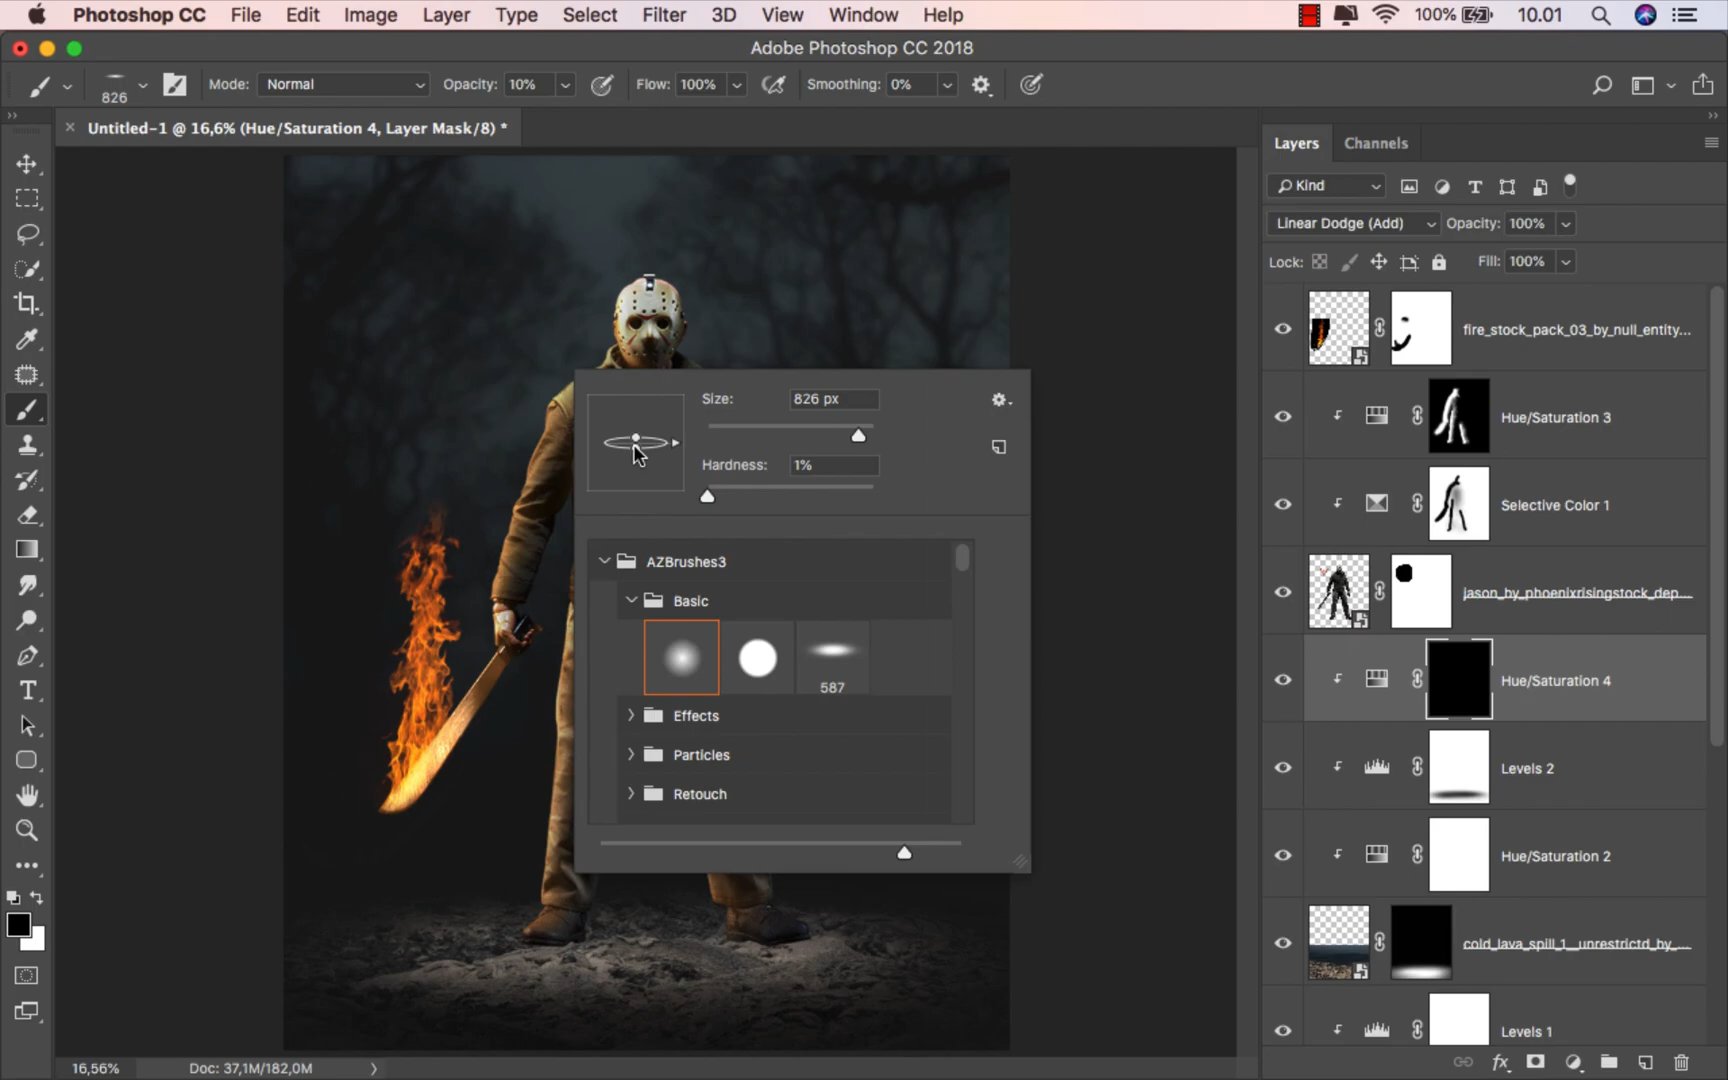 Photoshop CC File Edit Image Layer Type Select Filter 3D View Window Help 100% 10.01
Adobe Photoshop CC 2018
826 Mode: Normal Opacity: 10% Flow: 100% Smoothing: 0%
× Untitled-1 @ 16,6% (Hue/Saturation 4, Layer Mask/8) *
Layers Channels
Kind
Linear Dodge (Add) Opacity: 100%
Lock: Fill: 100%
fire_stock_pack_03_by_null_entity...
Hue/Saturation 3
Selective Color 1
jason_by_phoenixrisingstock_dep...
Hue/Saturation 4
Levels 2
Hue/Saturation 2
cold_lava_spill_1__unrestrictd_by_...
Levels 1
Size: 826 px
Hardness: 1%
AZBrushes3
Basic
587
Effects
Particles
Retouch
16,56% Doc: 37,1M/182,0M